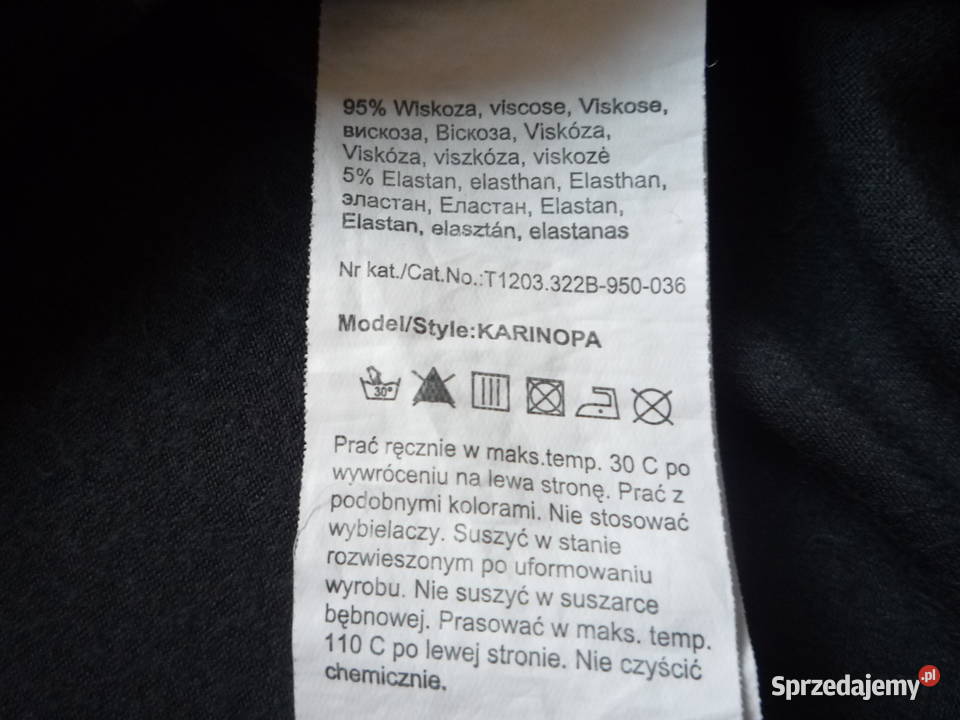 95% Wiskoza, viscose, Viskose,
вискоза, Віскоза, Viskóza,
Viskóza, viszkóza, viskozė
5% Elastan, elasthan, Elasthan,
эластан, Еластан, Elastan,
Elastan, elasztán, elastanas
Nr kat./Cat.No.:T1203.322B-950-036
Model/Style:KARINOPA
30°
Prać ręcznie w maks.temp. 30 C po
wywróceniu na lewa stronę. Prać z
podobnymi kolorami. Nie stosować
wybielaczy. Suszyć w stanie
rozwieszonym po uformowaniu
wyrobu. Nie suszyć w suszarce
bębnowej. Prasować w maks. temp.
110 C po lewej stronie. Nie czyścić
chemicznie.
Sprzedajemy.pl